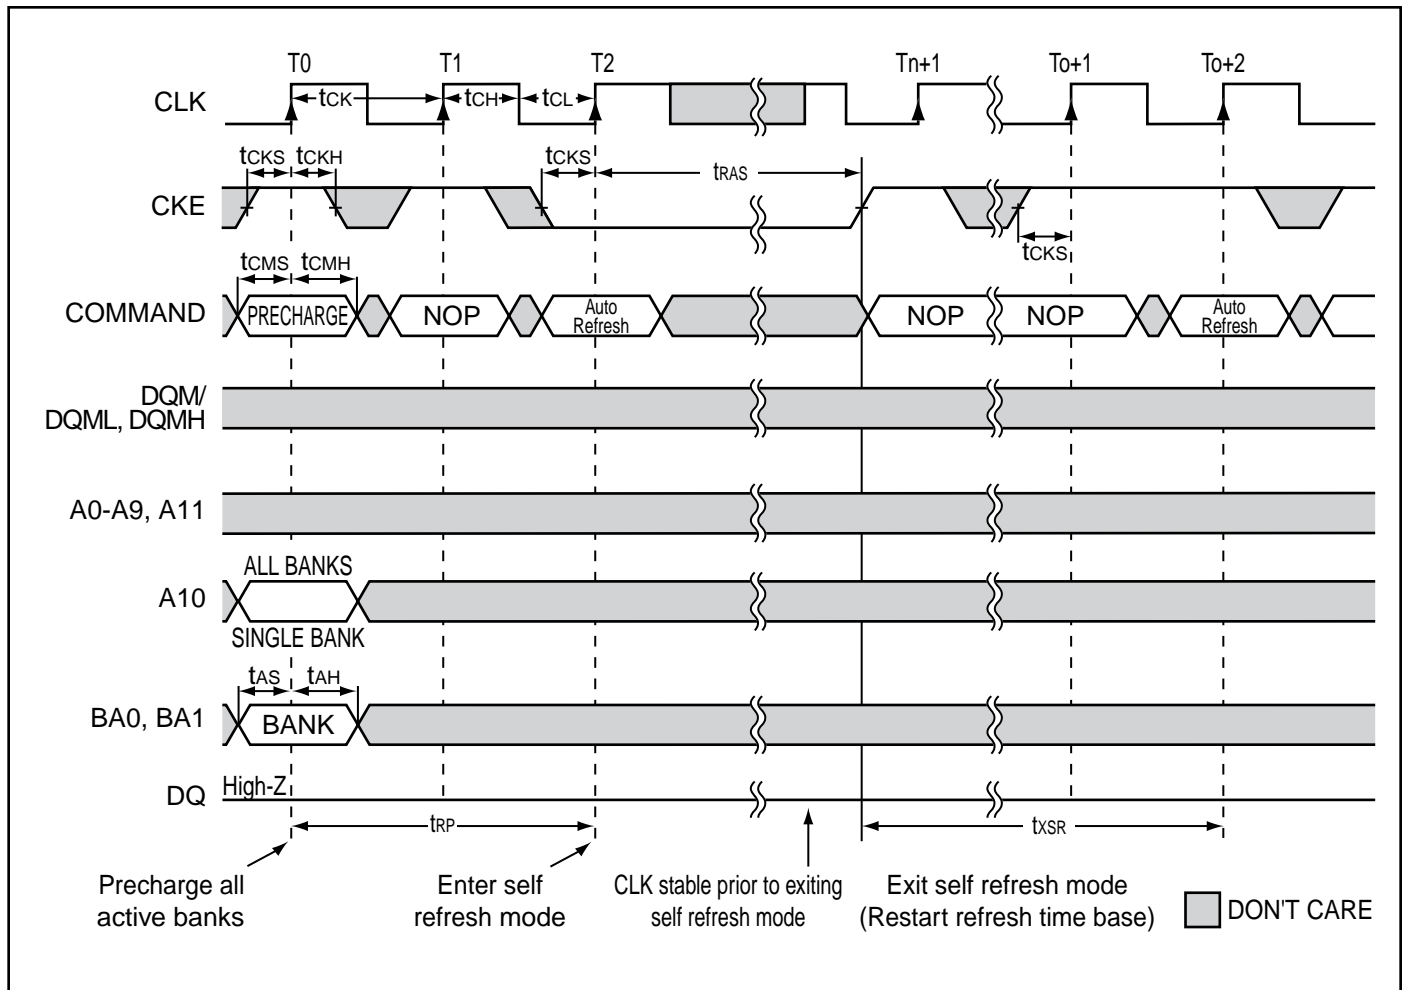 T0 T1 T2 Tn+1 To+1 To+2
CLK
tCK tCH tCL
tCKS tCKH tCKS tRAS
CKE
tCKS
tCMS tCMH
COMMAND PRECHARGE NOP Auto Refresh NOP NOP Auto Refresh
DQM/
DQML, DQMH
A0-A9, A11
ALL BANKS
A10
SINGLE BANK
tAS tAH
BA0, BA1 BANK
DQ High-Z
tRP tXSR
Precharge all
active banks
Enter self
refresh mode
CLK stable prior to exiting
self refresh mode
Exit self refresh mode
(Restart refresh time base)
DON'T CARE